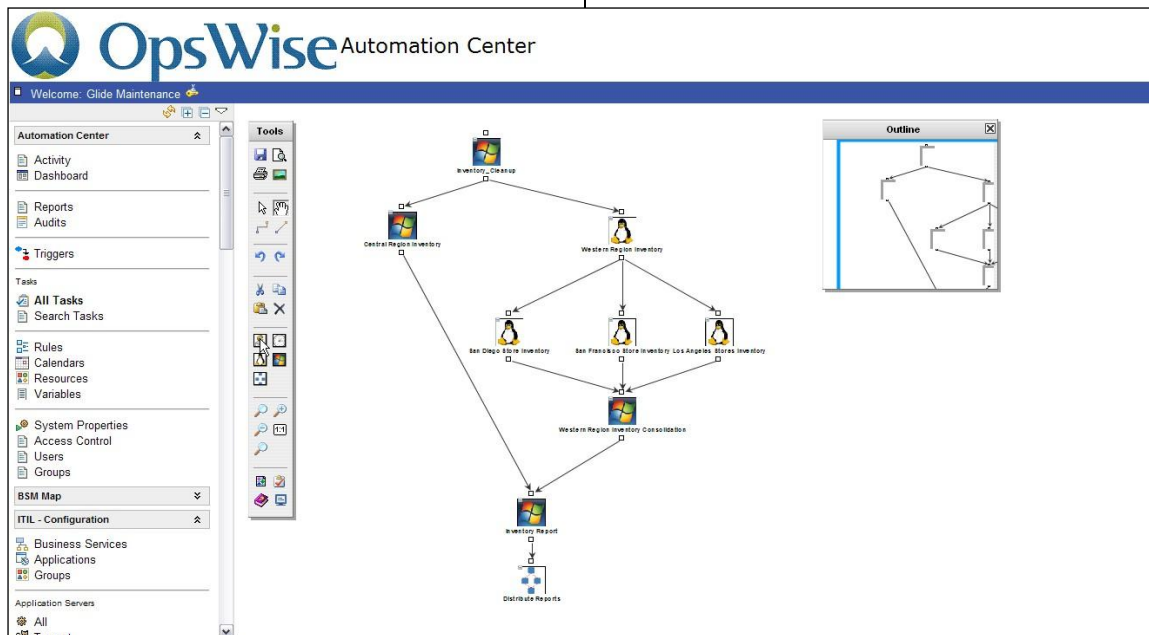 OpsWise Automation Center
Welcome: Glide Maintenance
Automation Center
Activity
Dashboard
Reports
Audits
Triggers
Tasks
All Tasks
Search Tasks
Rules
Calendars
Resources
Variables
System Properties
Access Control
Users
Groups
BSM Map
ITIL - Configuration
Business Services
Applications
Groups
Application Servers
All
Tools
1:1
Inventory_Cleanup
Central Region Inventory
Western Region Inventory
San Diego Store Inventory
San Francisco Store Inventory
Los Angeles Stores Inventory
Western Region Inventory Consolidation
Inventory Report
Distribute Reports
Outline